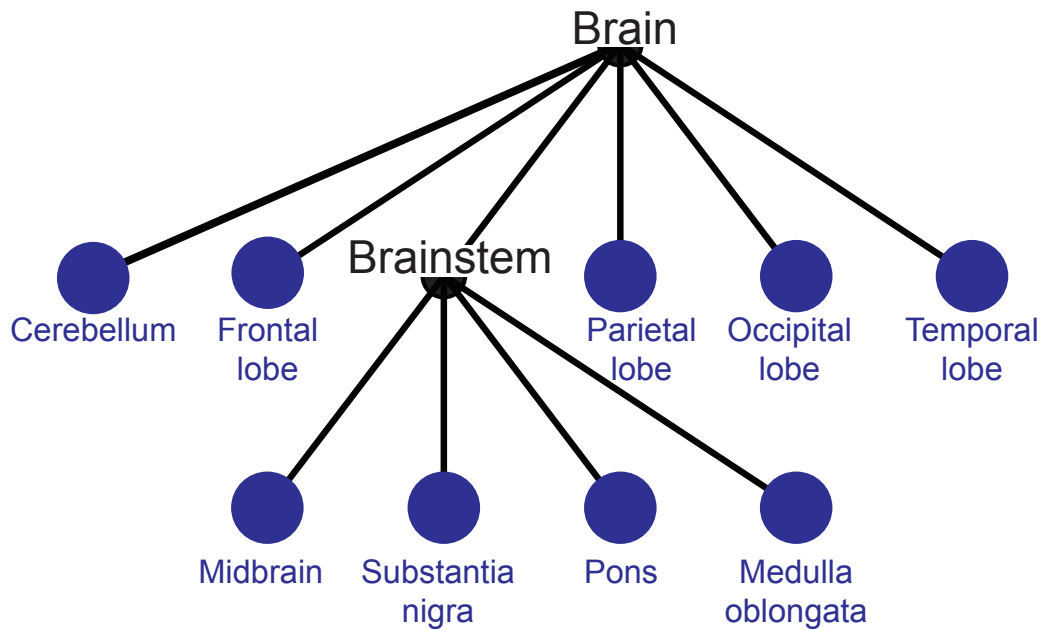 Brain
Brainstem
Cerebellum
Frontal
lobe
Parietal
lobe
Occipital
lobe
Temporal
lobe
Midbrain
Substantia
nigra
Pons
Medulla
oblongata